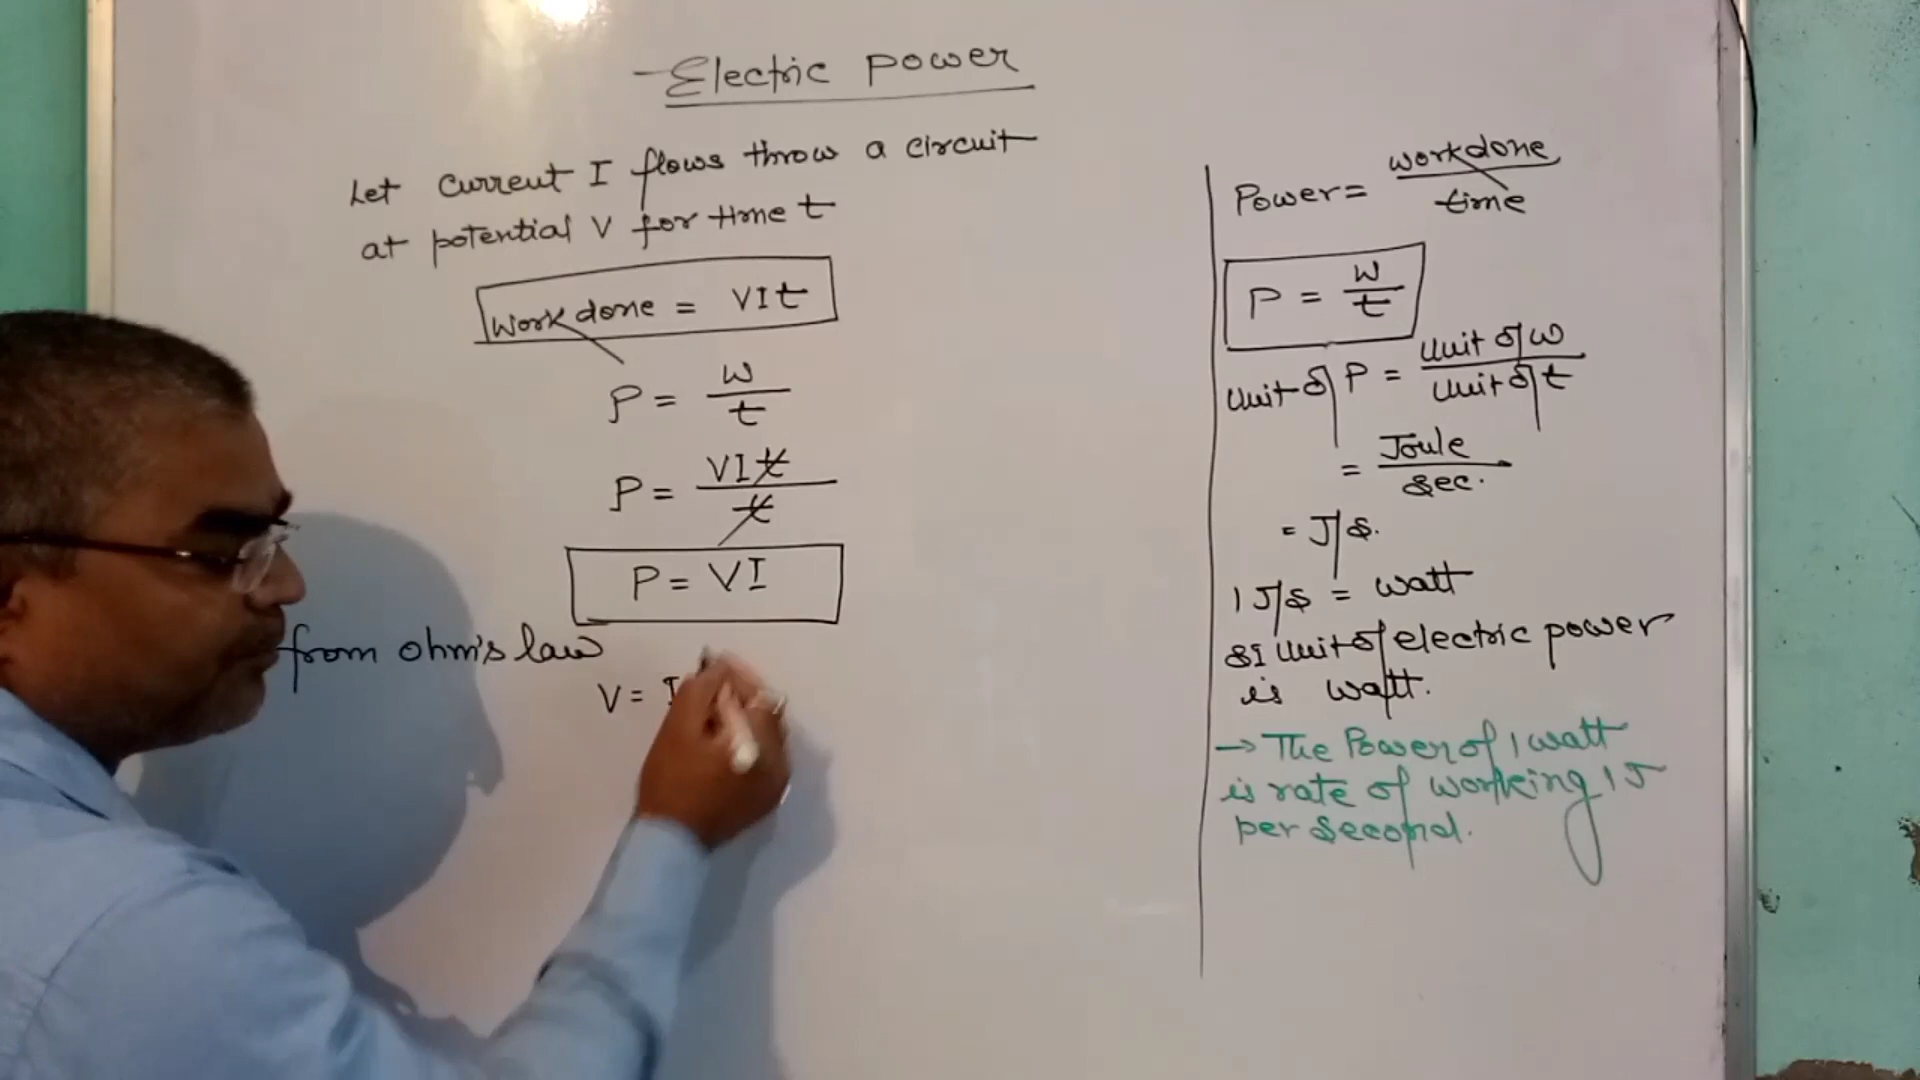 Electric power
Let current I flows throw a circuit
at potential V for time t
Work done = VIt
P = W/t
P = VIt/t
P = VI
from ohm's law
V = I
Power = workdone/time
P = W/t
Unit of P = Unit of W/Unit of t
= Joule/sec.
= J/s.
1 J/s = watt
SI Unit of electric power
is watt.
→ The Power of 1 watt
is rate of working 1 J
per second.